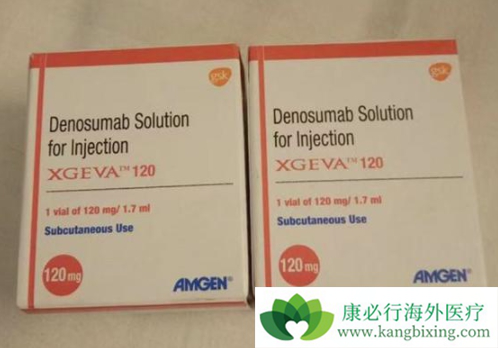 gsk
Denosumab Solution
for Injection
XGEVA™ 120
1 vial of 120 mg/ 1.7 ml
Subcutaneous Use
120 mg
AMGEN®
gsk
Denosumab Solution
for Injection
XGEVA™ 120
1 vial of 120 mg/ 1.7 ml
Subcutaneous Use
120 mg
AMGEN®
康必行海外医疗
www.kangbixing.com